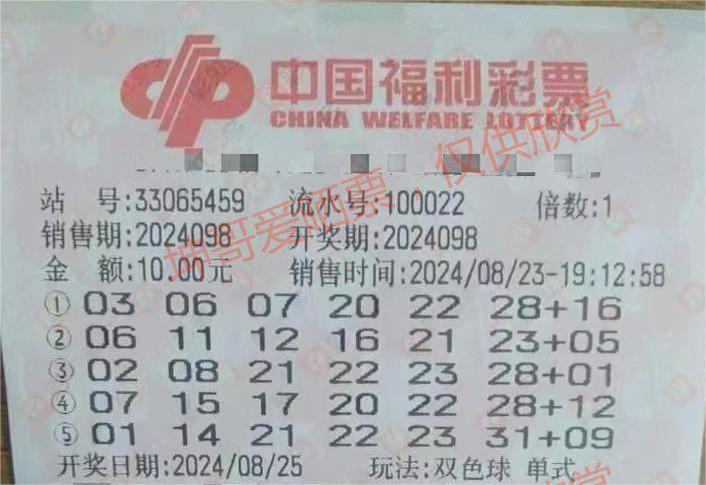 中国福利彩票
CHINA WELFARE LOTTERY
站 号:33065459 流水号:100022 倍数:1
销售期:2024098 开奖期:2024098
金 额:10.00元 销售时间:2024/08/23-19:12:58
① 03 06 07 20 22 28+16
② 06 11 12 16 21 23+05
③ 02 08 21 22 23 28+01
④ 07 15 17 20 22 28+12
⑤ 01 14 21 22 23 31+09
开奖日期:2024/08/25 玩法:双色球 单式
坤哥爱晒票，仅供欣赏